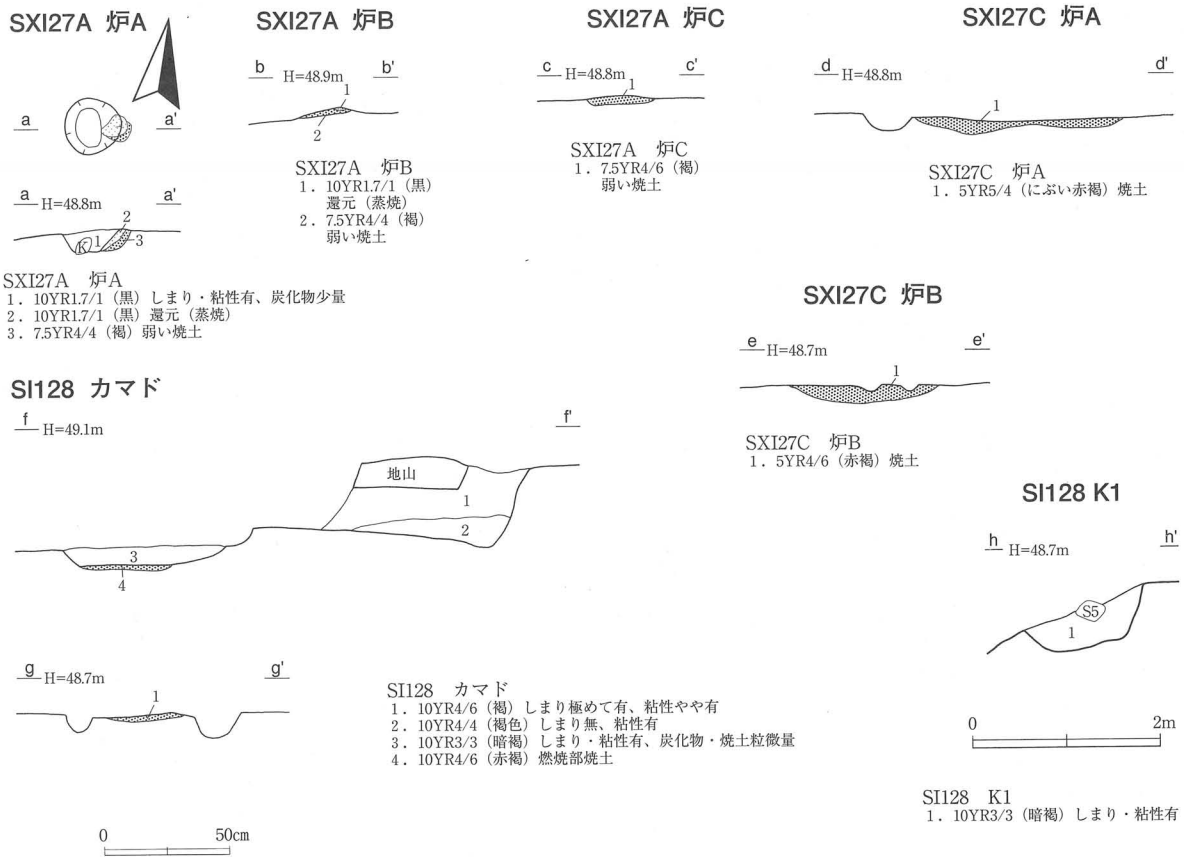 SXI27A 炉A
a
a'
a H=48.8m
a'
2
K
1
3
SXI27A 炉A
1. 10YR1.7/1(黒)しまり・粘性有、炭化物少量
2. 10YR1.7/1(黒)還元(蒸焼)
3. 7.5YR4/4(褐)弱い焼土
SXI27A 炉B
b H=48.9m
b'
1
2
SXI27A 炉B
1. 10YR1.7/1(黒)
還元(蒸焼)
2. 7.5YR4/4(褐)
弱い焼土
SXI27A 炉C
c H=48.8m
c'
1
SXI27A 炉C
1. 7.5YR4/6(褐)
弱い焼土
SXI27C 炉A
d H=48.8m
d'
1
SXI27C 炉A
1. 5YR5/4(にぶい赤褐)焼土
SXI27C 炉B
e H=48.7m
e'
1
SXI27C 炉B
1. 5YR4/6(赤褐)焼土
SI128 カマド
f H=49.1m
f'
地山
1
2
3
4
g H=48.7m
g'
1
SI128 カマド
1. 10YR4/6(褐)しまり極めて有、粘性やや有
2. 10YR4/4(褐色)しまり無、粘性有
3. 10YR3/3(暗褐)しまり・粘性有、炭化物・焼土粒微量
4. 10YR4/6(赤褐)燃焼部焼土
0 50cm
SI128 K1
h H=48.7m
h'
S5
1
0 2m
SI128 K1
1. 10YR3/3(暗褐)しまり・粘性有